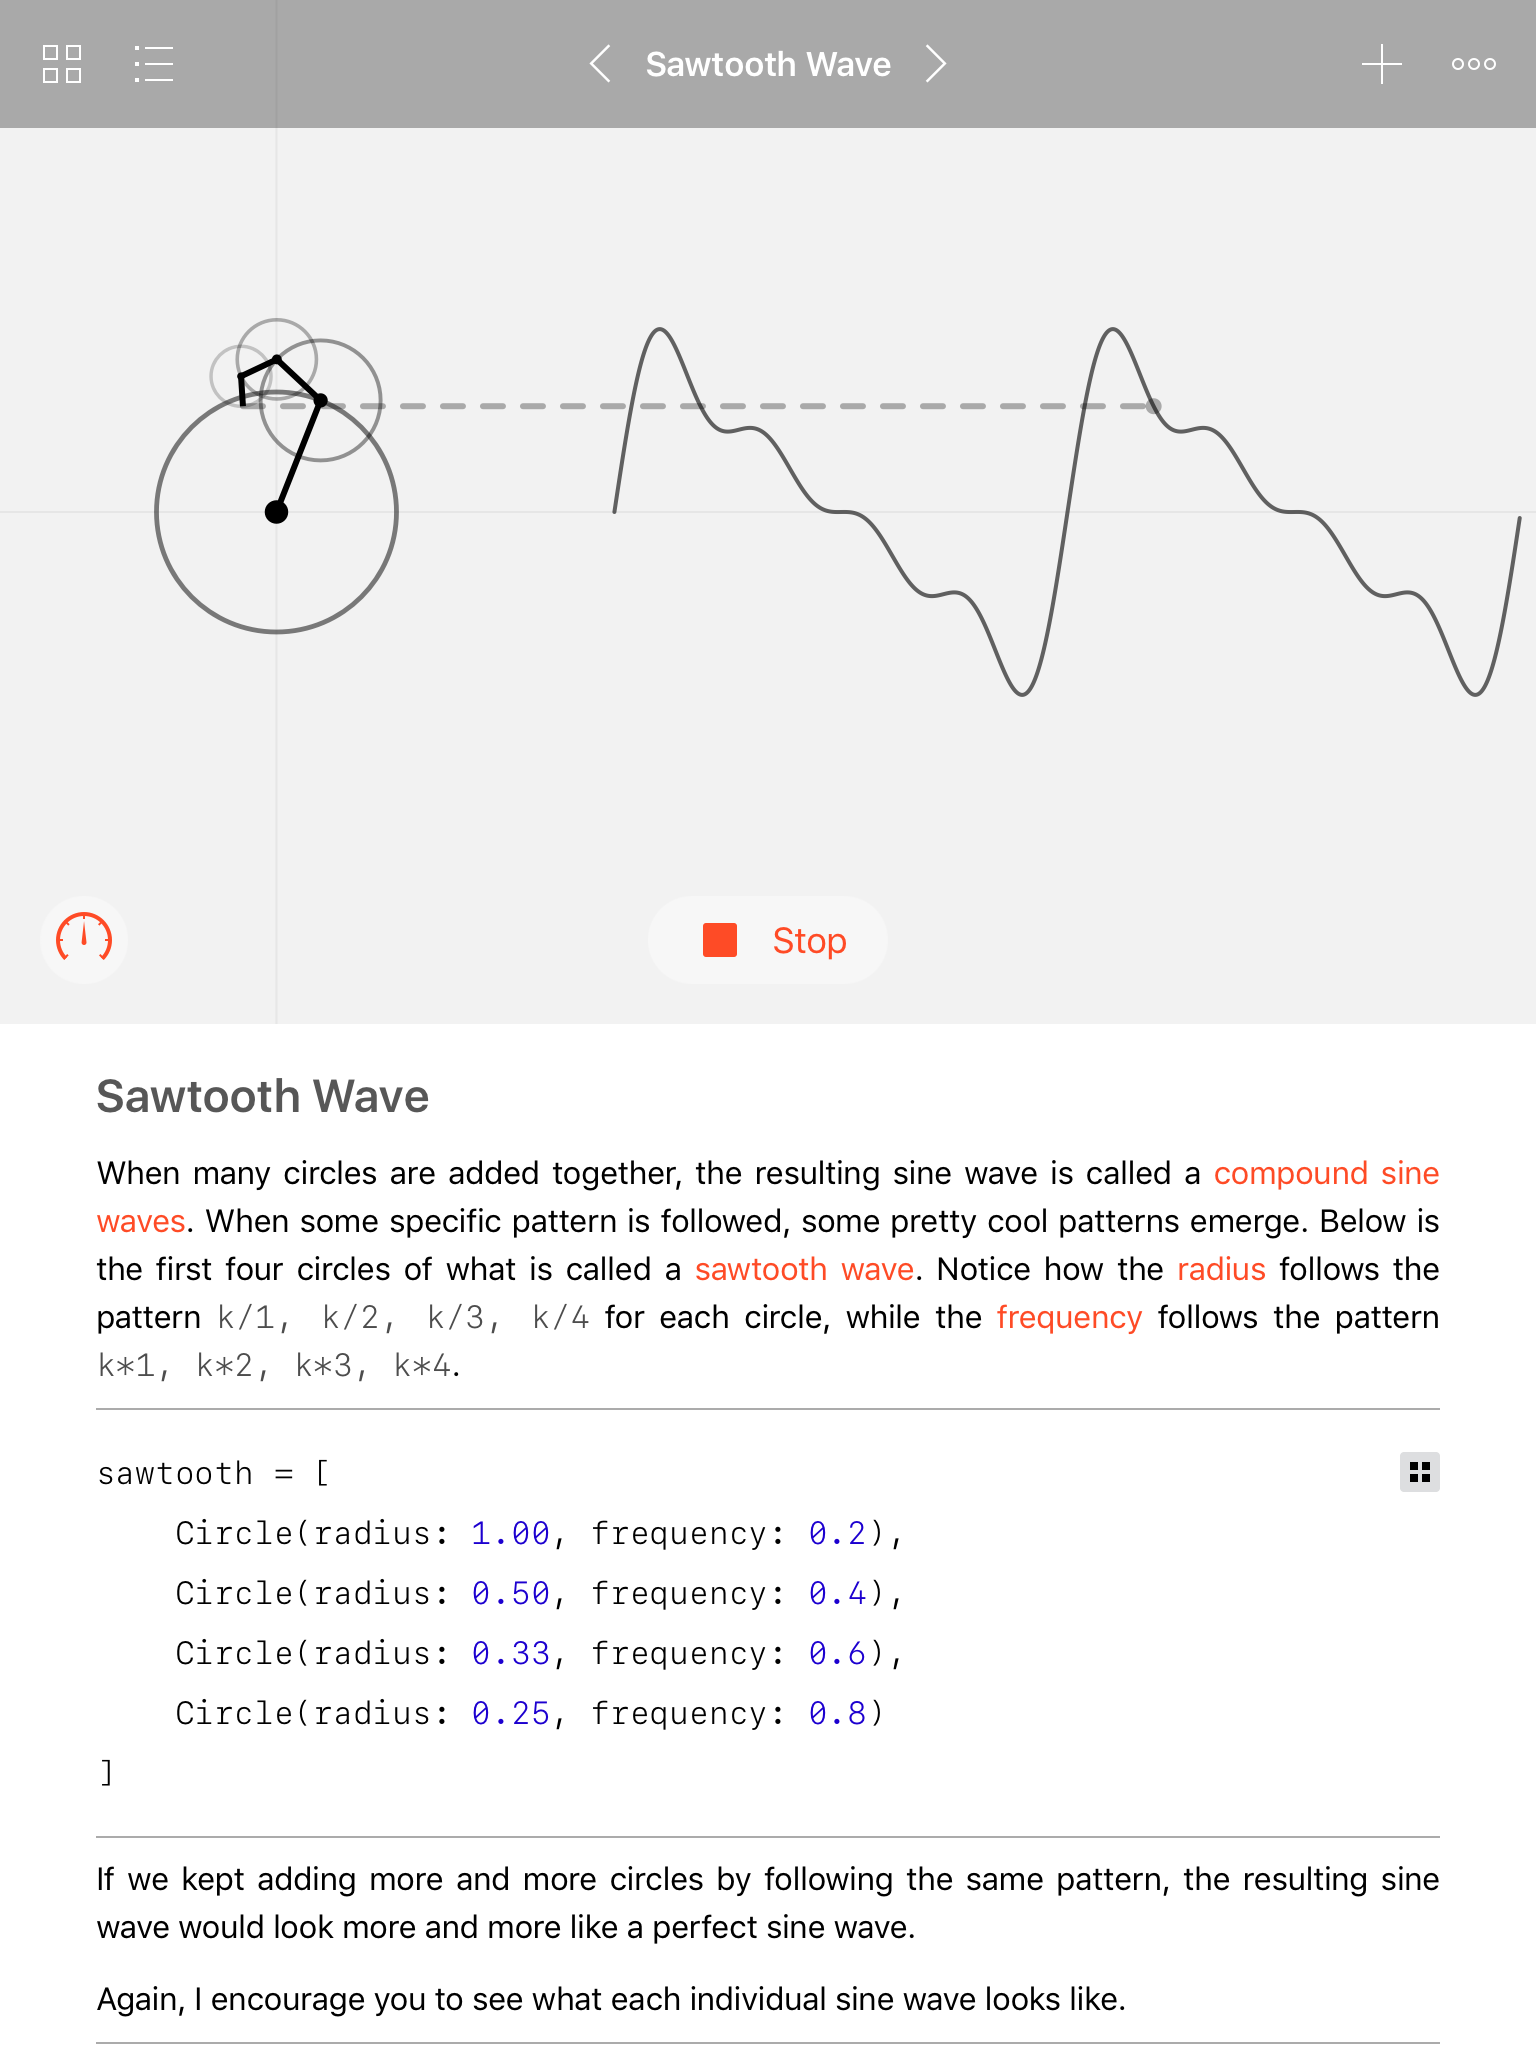 Sawtooth Wave
Stop
Sawtooth Wave
When many circles are added together, the resulting sine wave is called a compound sine
waves. When some specific pattern is followed, some pretty cool patterns emerge. Below is
the first four circles of what is called a sawtooth wave. Notice how the radius follows the
pattern k/1, k/2, k/3, k/4 for each circle, while the frequency follows the pattern
k*1, k*2, k*3, k*4.
sawtooth = [
Circle(radius: 1.00, frequency: 0.2),
Circle(radius: 0.50, frequency: 0.4),
Circle(radius: 0.33, frequency: 0.6),
Circle(radius: 0.25, frequency: 0.8)
]
If we kept adding more and more circles by following the same pattern, the resulting sine
wave would look more and more like a perfect sine wave.
Again, I encourage you to see what each individual sine wave looks like.